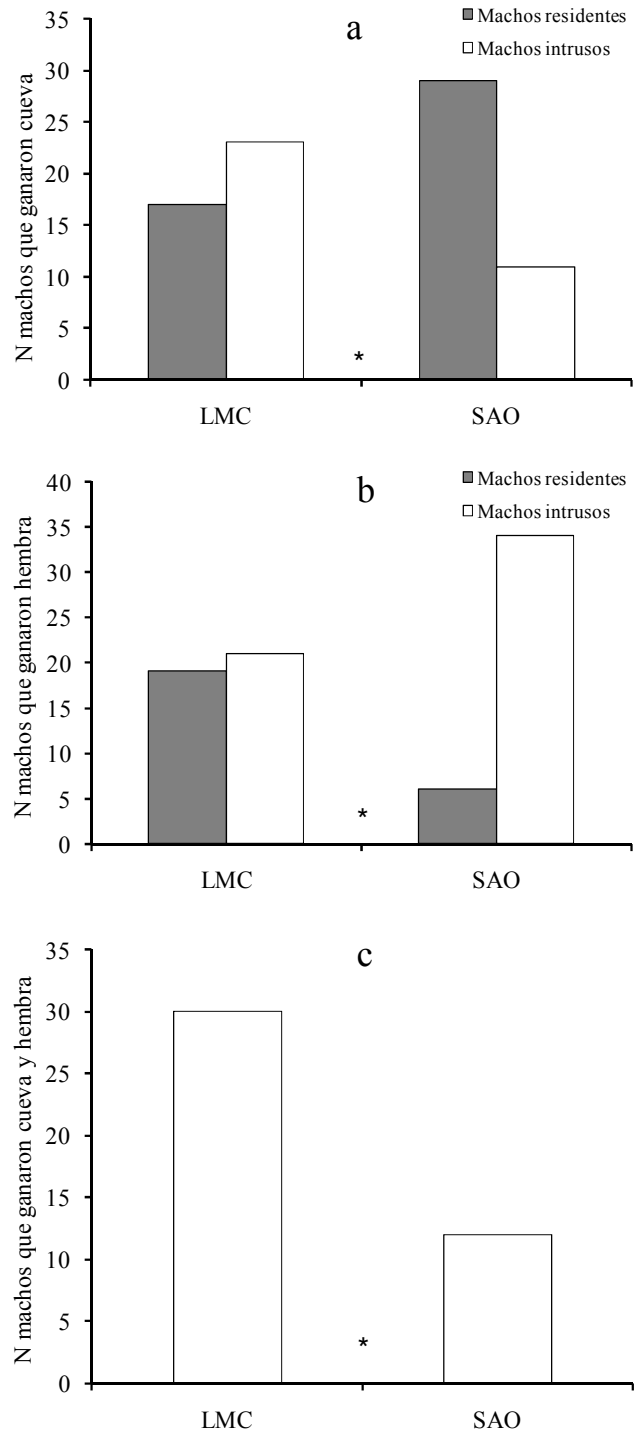 a
Machos residentes
Machos intrusos
N machos que ganaron cueva
35
30
25
20
15
10
5
0
*
LMC SAO
b
Machos residentes
Machos intrusos
N machos que ganaron hembra
40
35
30
25
20
15
10
5
0
*
LMC SAO
c
N machos que ganaron cueva y hembra
35
30
25
20
15
10
5
0
*
LMC SAO